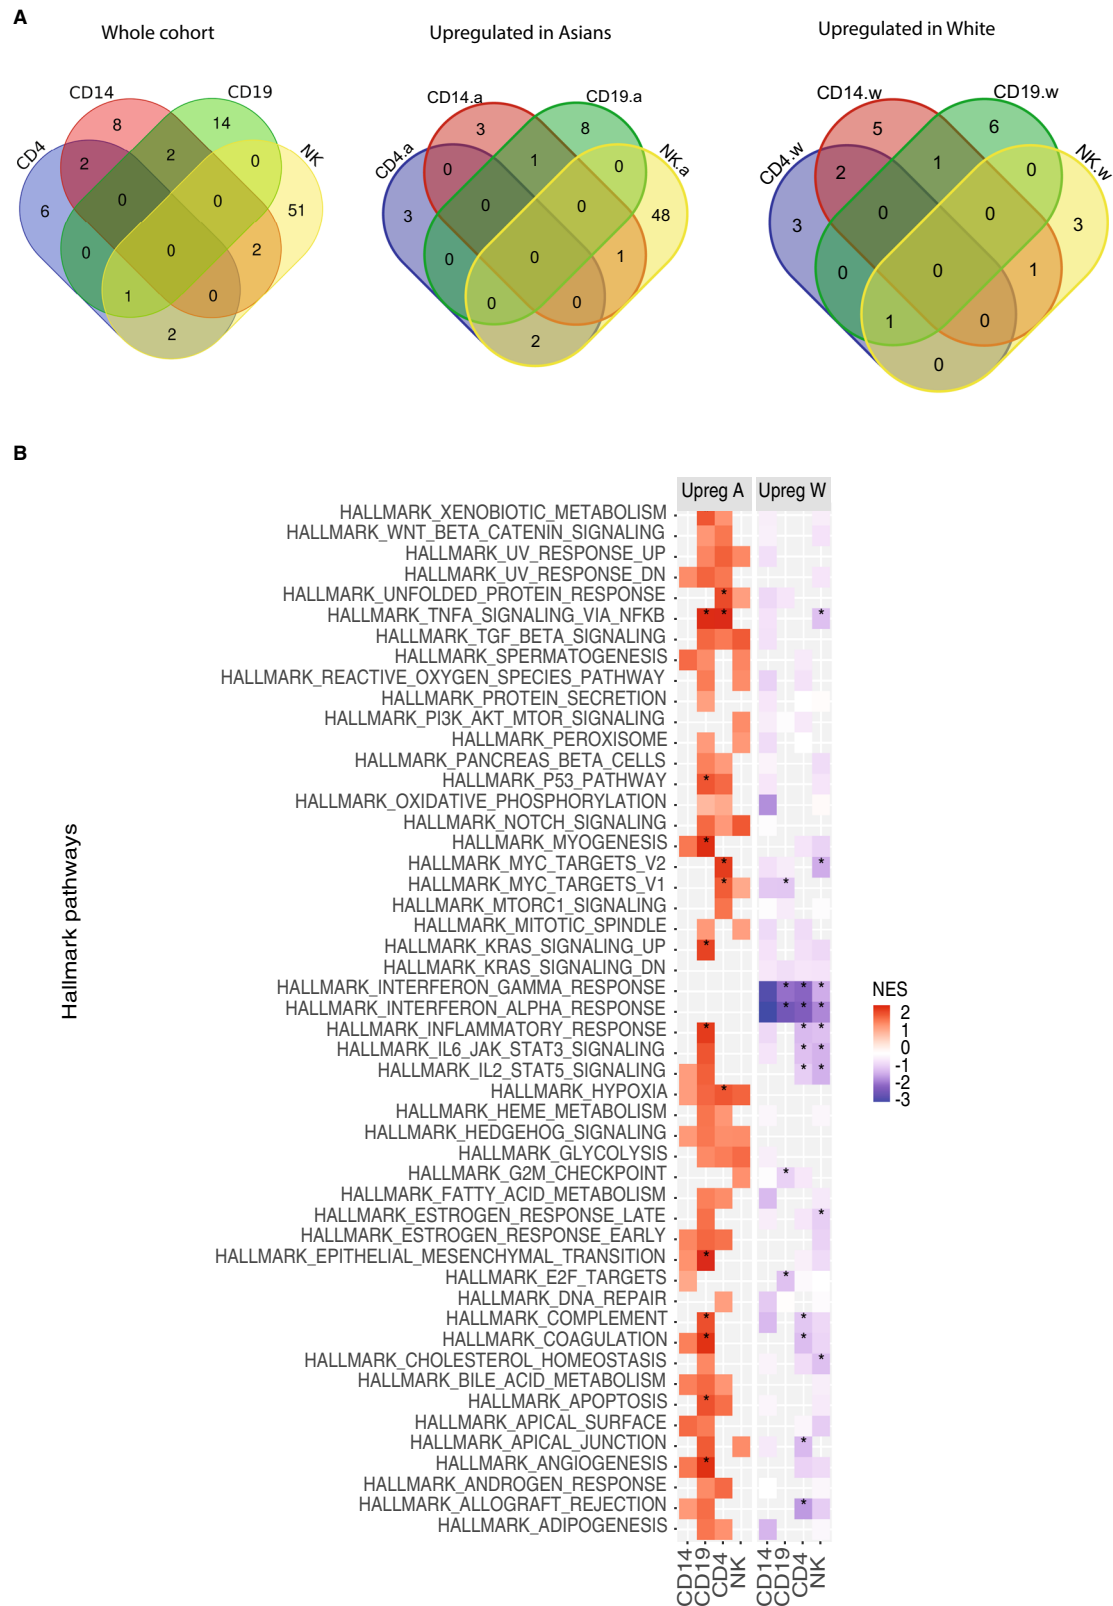 A
Whole cohort
Upregulated in Asians
Upregulated in White
CD14
CD19
CD4
NK
8
14
2
2
0
6
0
0
51
0
0
2
1
0
2
CD14.a
CD19.a
CD4.a
NK.a
3
8
0
1
0
3
0
0
48
0
0
1
0
0
2
CD14.w
CD19.w
CD4.w
NK.w
5
6
2
1
0
3
0
0
3
0
0
1
1
0
0
B
Upreg A Upreg W
HALLMARK_XENOBIOTIC_METABOLISM
HALLMARK_WNT_BETA_CATENIN_SIGNALING
HALLMARK_UV_RESPONSE_UP
HALLMARK_UV_RESPONSE_DN
HALLMARK_UNFOLDED_PROTEIN_RESPONSE *
HALLMARK_TNFA_SIGNALING_VIA_NFKB * * *
HALLMARK_TGF_BETA_SIGNALING
HALLMARK_SPERMATOGENESIS
HALLMARK_REACTIVE_OXYGEN_SPECIES_PATHWAY
HALLMARK_PROTEIN_SECRETION
HALLMARK_PI3K_AKT_MTOR_SIGNALING
HALLMARK_PEROXISOME
HALLMARK_PANCREAS_BETA_CELLS
HALLMARK_P53_PATHWAY *
HALLMARK_OXIDATIVE_PHOSPHORYLATION
HALLMARK_NOTCH_SIGNALING
HALLMARK_MYOGENESIS *
HALLMARK_MYC_TARGETS_V2 * *
HALLMARK_MYC_TARGETS_V1 * *
HALLMARK_MTORC1_SIGNALING
HALLMARK_MITOTIC_SPINDLE
HALLMARK_KRAS_SIGNALING_UP *
HALLMARK_KRAS_SIGNALING_DN
HALLMARK_INTERFERON_GAMMA_RESPONSE * * *
HALLMARK_INTERFERON_ALPHA_RESPONSE * * *
HALLMARK_INFLAMMATORY_RESPONSE * * *
HALLMARK_IL6_JAK_STAT3_SIGNALING * *
HALLMARK_IL2_STAT5_SIGNALING * *
HALLMARK_HYPOXIA *
HALLMARK_HEME_METABOLISM
HALLMARK_HEDGEHOG_SIGNALING
HALLMARK_GLYCOLYSIS
HALLMARK_G2M_CHECKPOINT *
HALLMARK_FATTY_ACID_METABOLISM
HALLMARK_ESTROGEN_RESPONSE_LATE *
HALLMARK_ESTROGEN_RESPONSE_EARLY
HALLMARK_EPITHELIAL_MESENCHYMAL_TRANSITION *
HALLMARK_E2F_TARGETS *
HALLMARK_DNA_REPAIR
HALLMARK_COMPLEMENT * *
HALLMARK_COAGULATION * *
HALLMARK_CHOLESTEROL_HOMEOSTASIS *
HALLMARK_BILE_ACID_METABOLISM
HALLMARK_APOPTOSIS *
HALLMARK_APICAL_SURFACE
HALLMARK_APICAL_JUNCTION *
HALLMARK_ANGIOGENESIS *
HALLMARK_ANDROGEN_RESPONSE
HALLMARK_ALLOGRAFT_REJECTION *
HALLMARK_ADIPOGENESIS
Hallmark pathways
CD14 CD19 CD4 NK CD14 CD19 CD4 NK
NES
2
1
0
-1
-2
-3